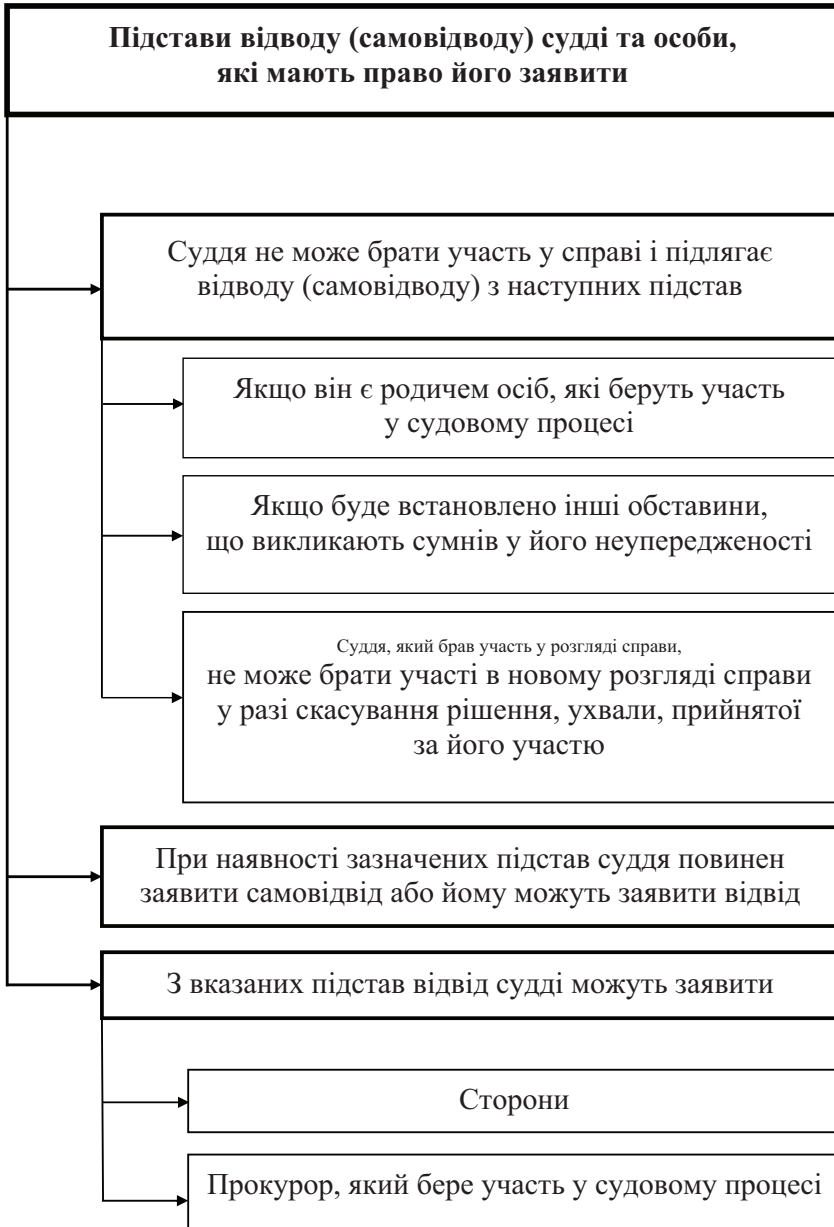 Підстави відводу (самовідводу) судді та особи,
які мають право його заявити
Суддя не може брати участь у справі і підлягає
відводу (самовідводу) з наступних підстав
Якщо він є родичем осіб, які беруть участь
у судовому процесі
Якщо буде встановлено інші обставини,
що викликають сумнів у його неупередженості
Суддя, який брав участь у розгляді справи,
не може брати участі в новому розгляді справи
у разі скасування рішення, ухвали, прийнятої
за його участю
При наявності зазначених підстав суддя повинен
заявити самовідвід або йому можуть заявити відвід
З вказаних підстав відвід судді можуть заявити
Сторони
Прокурор, який бере участь у судовому процесі